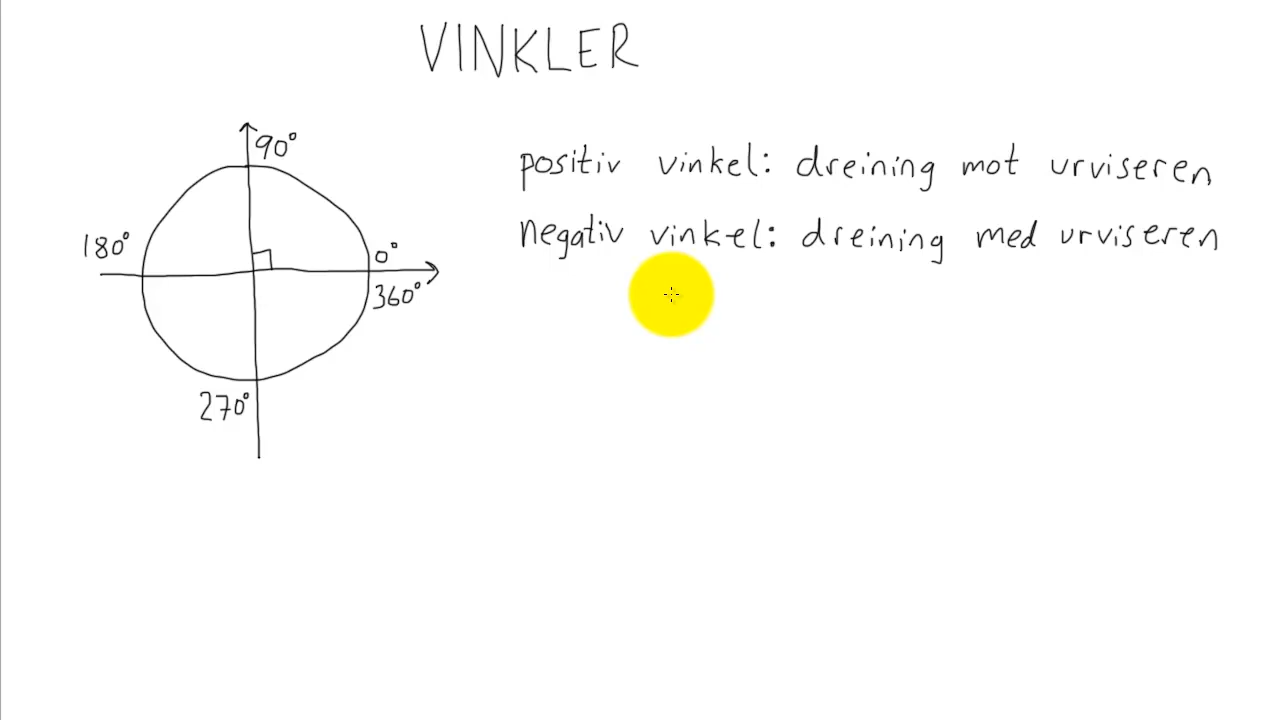 VINKLER
90°
180°
0°
360°
270°
positiv vinkel: dreining mot urviseren
negativ vinkel: dreining med urviseren